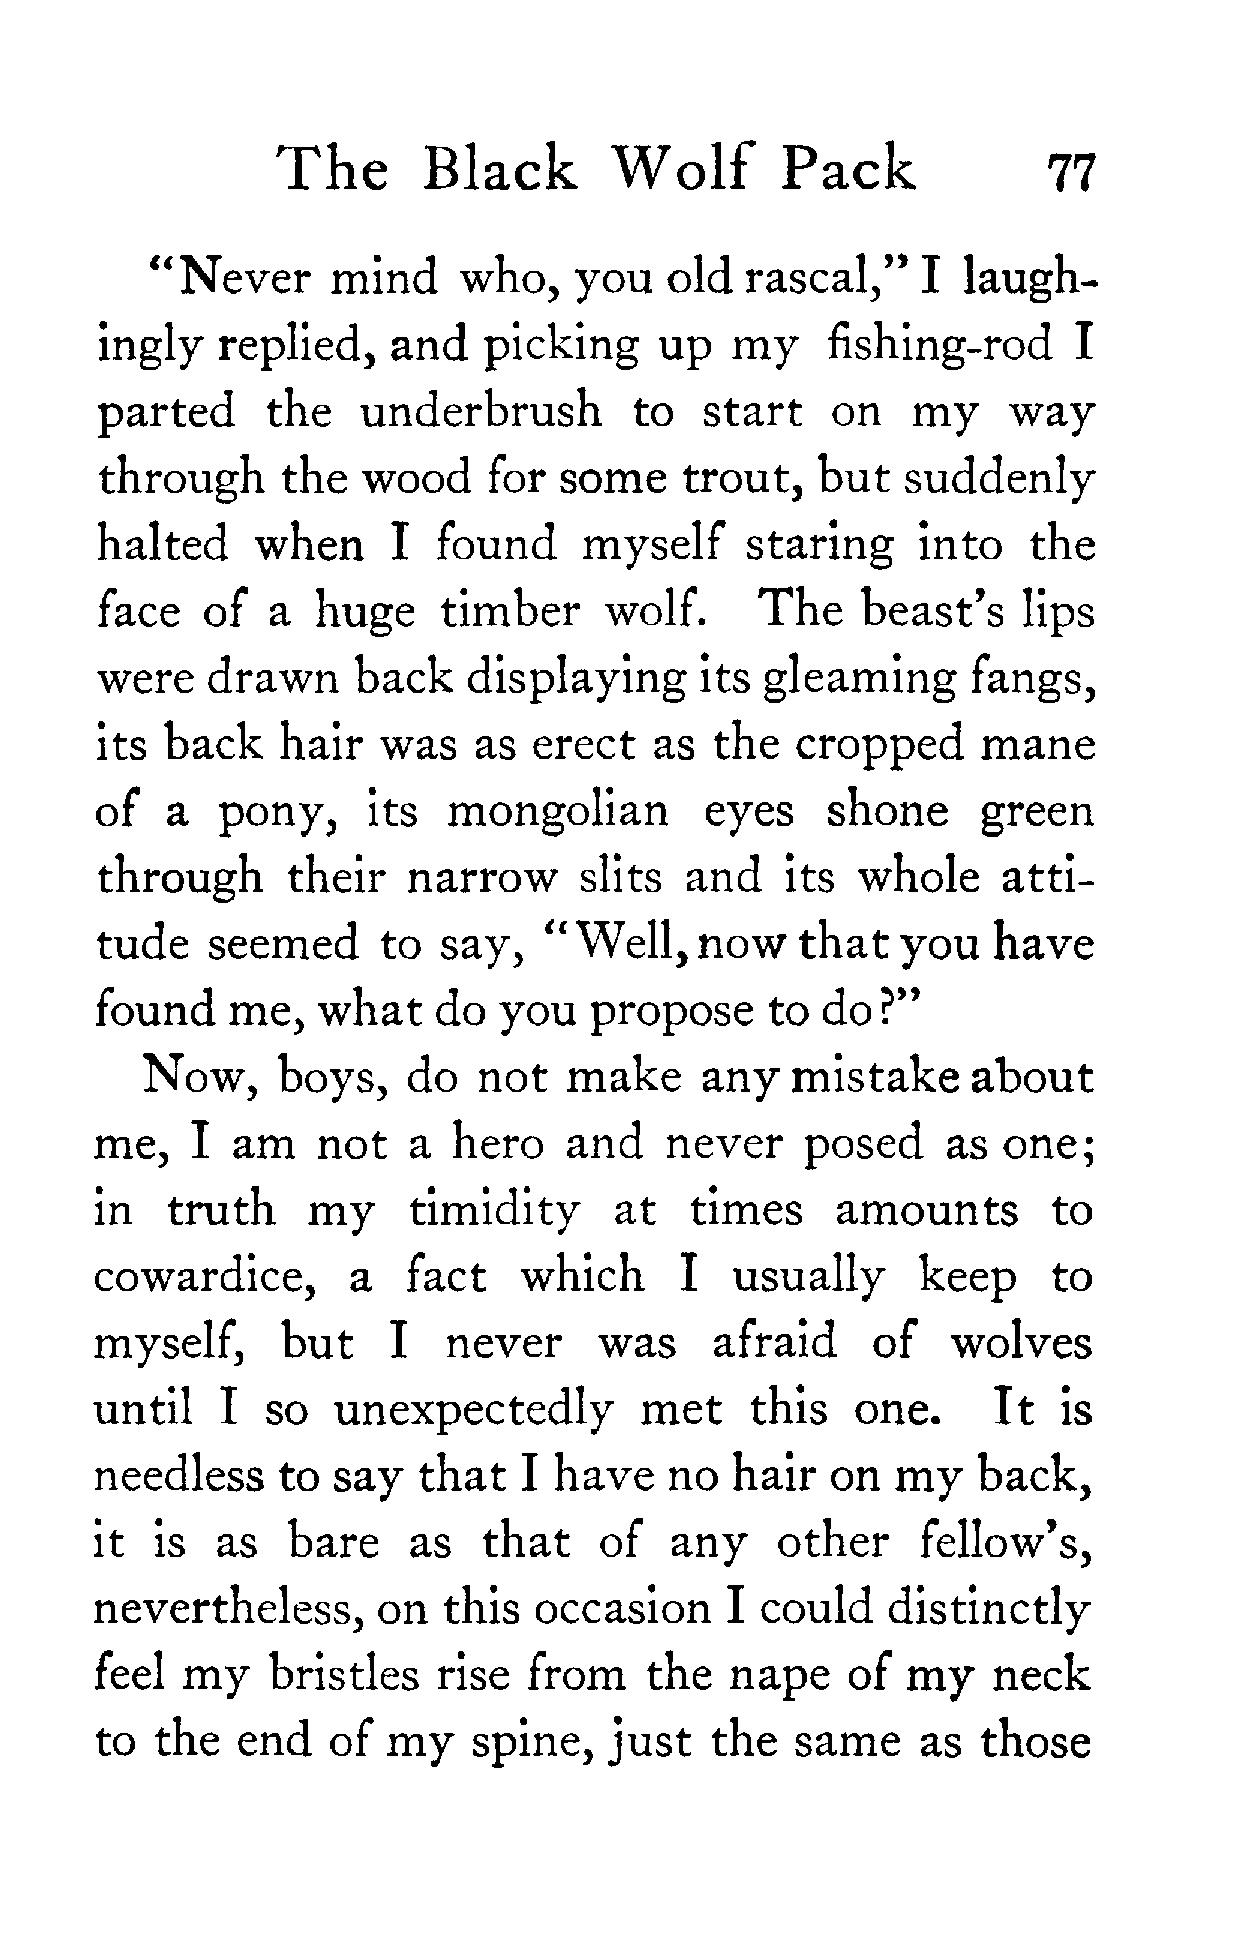 The Black Wolf Pack 77
"Never mind who, you old rascal," I laugh-
ingly replied, and picking up my fishing-rod I
parted the underbrush to start on my way
through the wood for some trout, but suddenly
halted when I found myself staring into the
face of a huge timber wolf. The beast's lips
were drawn back displaying its gleaming fangs,
its back hair was as erect as the cropped mane
of a pony, its mongolian eyes shone green
through their narrow slits and its whole atti-
tude seemed to say, "Well, now that you have
found me, what do you propose to do?"
Now, boys, do not make any mistake about
me, I am not a hero and never posed as one;
in truth my timidity at times amounts to
cowardice, a fact which I usually keep to
myself, but I never was afraid of wolves
until I so unexpectedly met this one. It is
needless to say that I have no hair on my back,
it is as bare as that of any other fellow's,
nevertheless, on this occasion I could distinctly
feel my bristles rise from the nape of my neck
to the end of my spine, just the same as those